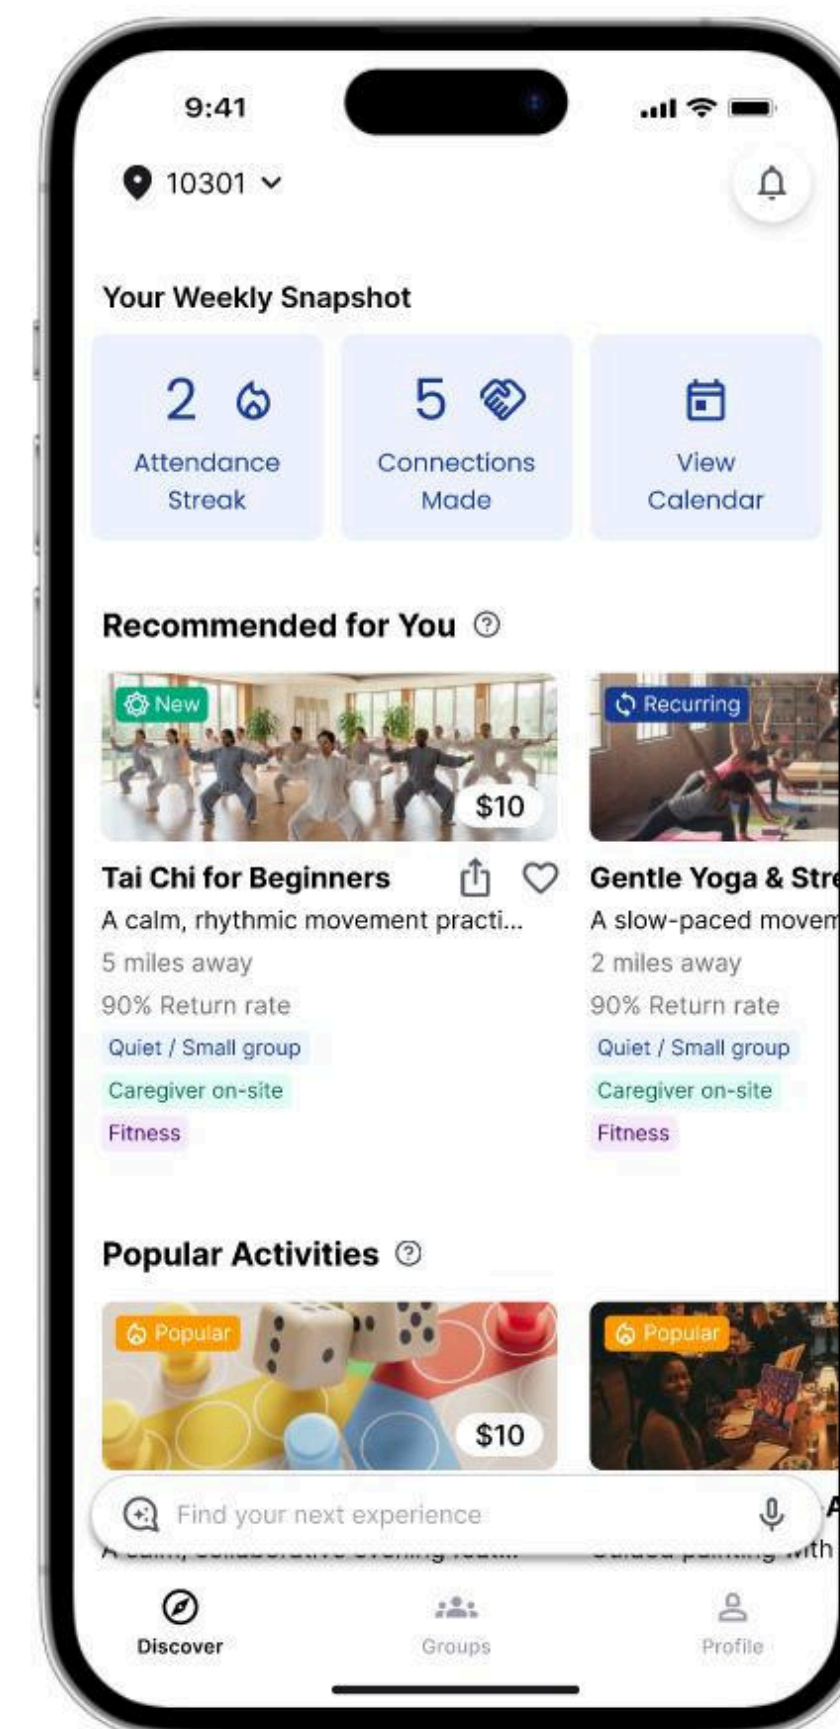 9:41
10301
Your Weekly Snapshot
2
Attendance
Streak
5
Connections
Made
View
Calendar
Recommended for You
New
$10
Recurring
Tai Chi for Beginners
A calm, rhythmic movement practi...
5 miles away
90% Return rate
Quiet / Small group
Caregiver on-site
Fitness
Gentle Yoga & Stre
A slow-paced movem
2 miles away
90% Return rate
Quiet / Small group
Caregiver on-site
Fitness
Popular Activities
Popular
$10
Popular
Find your next experience
Discover
Groups
Profile